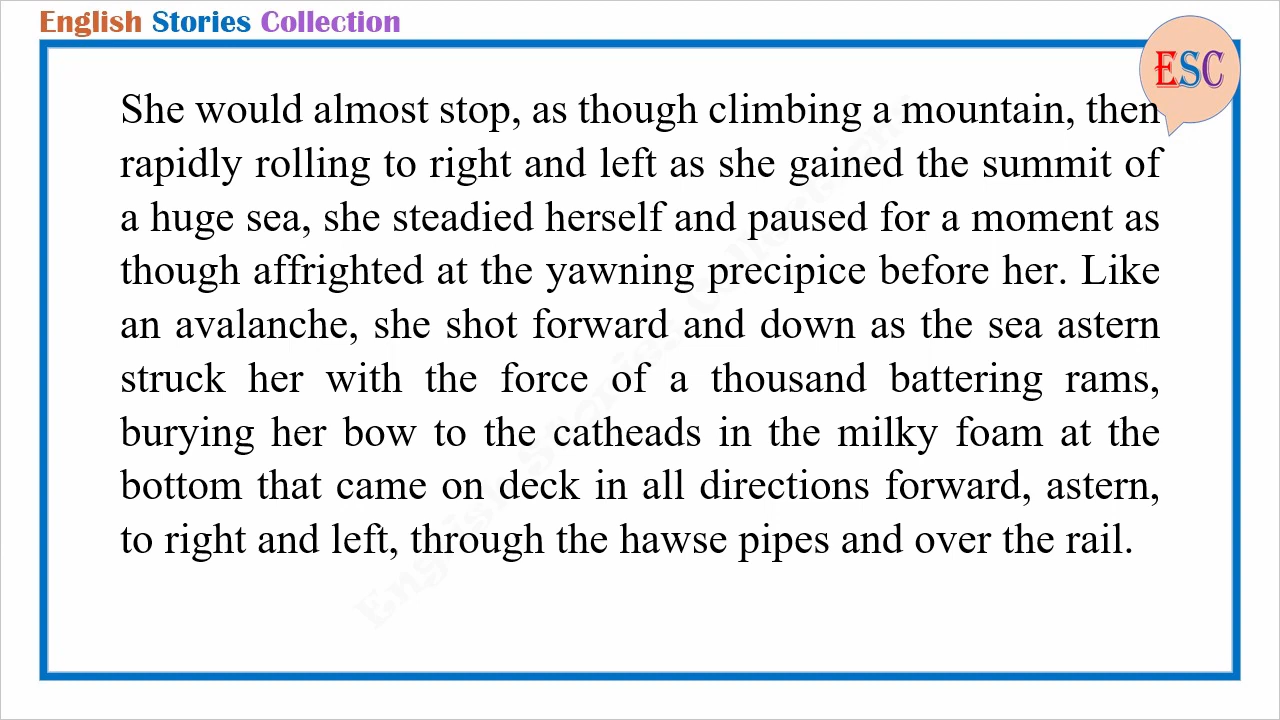 English Stories Collection
ESC
She would almost stop, as though climbing a mountain, then
rapidly rolling to right and left as she gained the summit of
a huge sea, she steadied herself and paused for a moment as
though affrighted at the yawning precipice before her. Like
an avalanche, she shot forward and down as the sea astern
struck her with the force of a thousand battering rams,
burying her bow to the catheads in the milky foam at the
bottom that came on deck in all directions forward, astern,
to right and left, through the hawse pipes and over the rail.
English Stories Collection